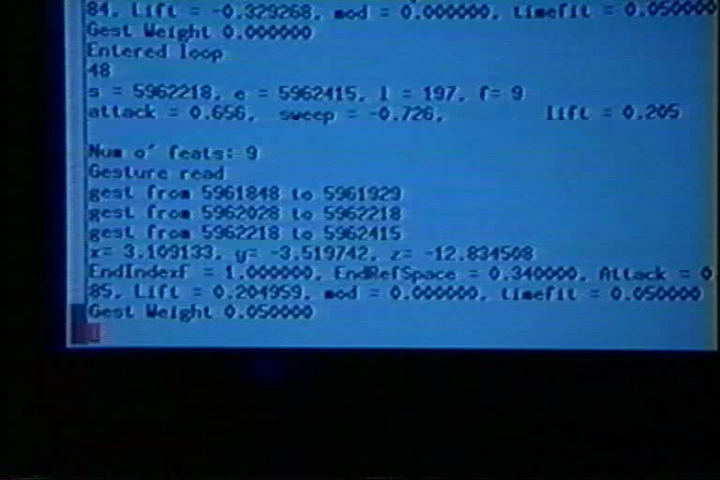 84, Lift = -0.329268, mod = 0.000000, timefit = 0.050000
Gest Weight 0.000000
Entered loop
48
s = 5962218, e = 5962415, l = 197, f= 9
attack = 0.656, sweep = -0.726, lift = 0.205
Num o' feats: 9
Gesture read
gest from 5961848 to 5961929
gest from 5962028 to 5962218
gest from 5962218 to 5962415
x= 3.109133, y= -3.519742, z= -12.834508
EndIndexF = 1.000000, EndRefSpace = 0.340000, Attack = 0
85, Lift = 0.204959, mod = 0.000000, timefit = 0.050000
Gest Weight 0.050000